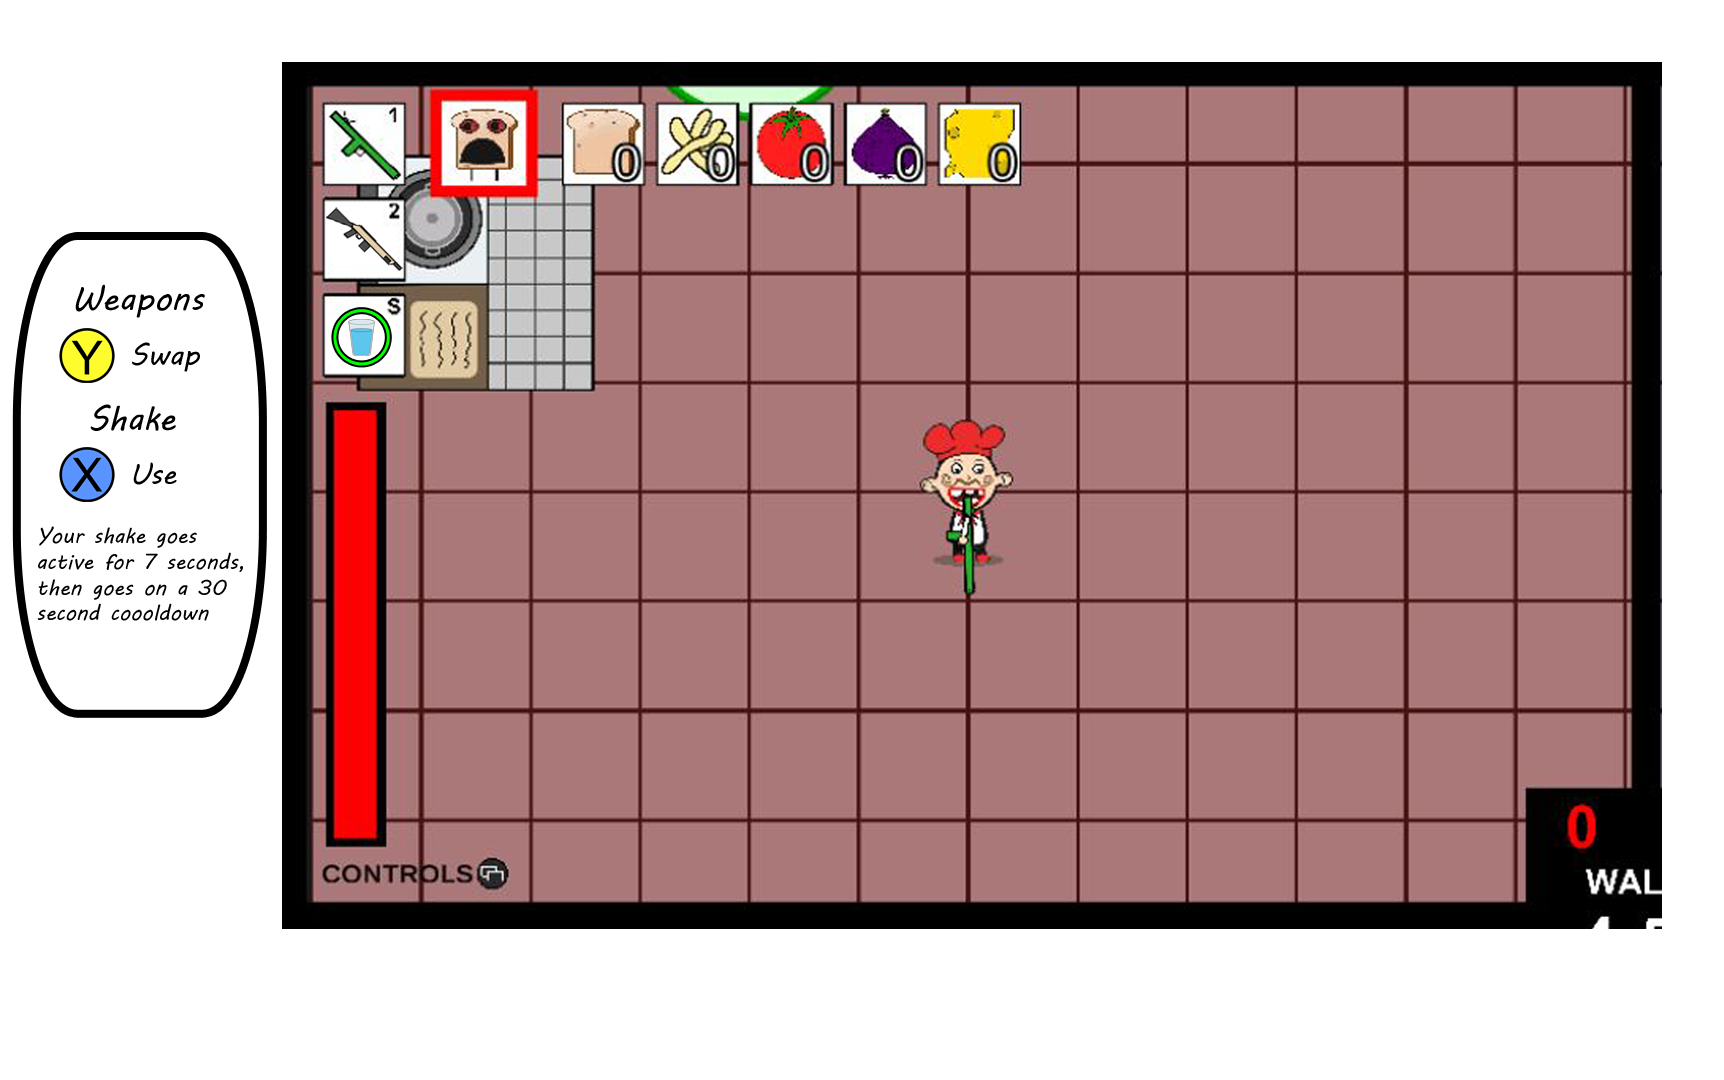 Weapons
Y Swap
Shake
X Use
Your shake goes
active for 7 seconds,
then goes on a 30
second coooldown
1
2
S
0 0 0 0 0
CONTROLS
0
WAL